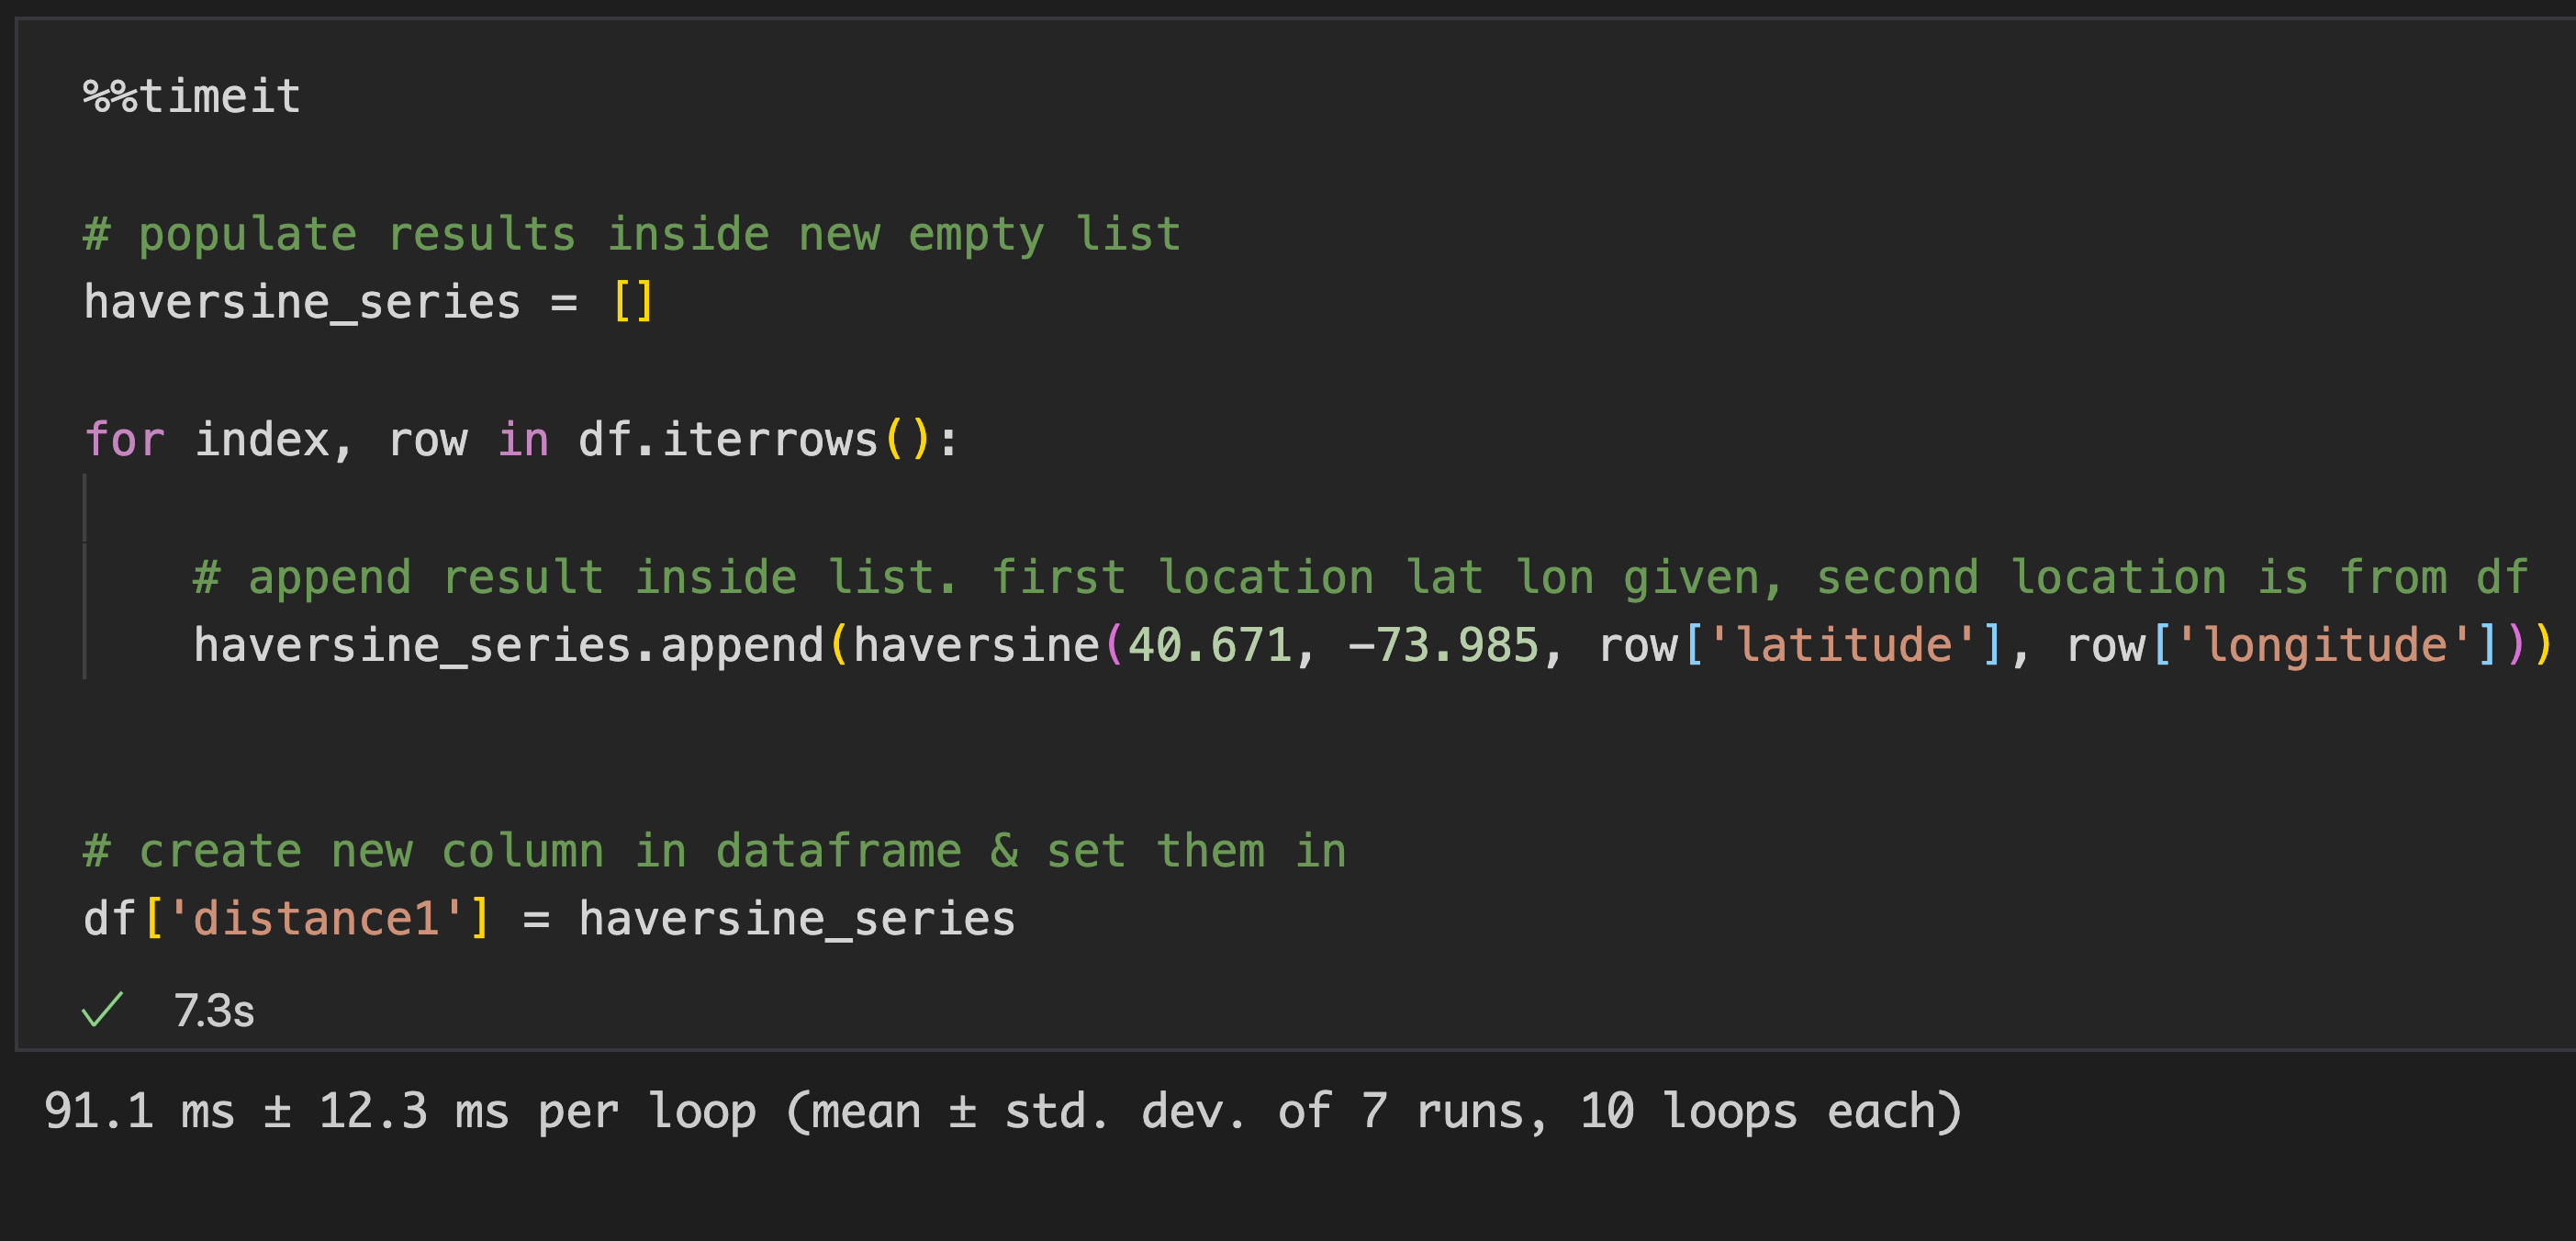 %%timeit
# populate results inside new empty list
haversine_series = []
for index, row in df.iterrows():
# append result inside list. first location lat lon given, second location is from df
haversine_series.append(haversine(40.671, -73.985, row['latitude'], row['longitude']))
# create new column in dataframe & set them in
df['distance1'] = haversine_series
✓ 7.3s
91.1 ms ± 12.3 ms per loop (mean ± std. dev. of 7 runs, 10 loops each)